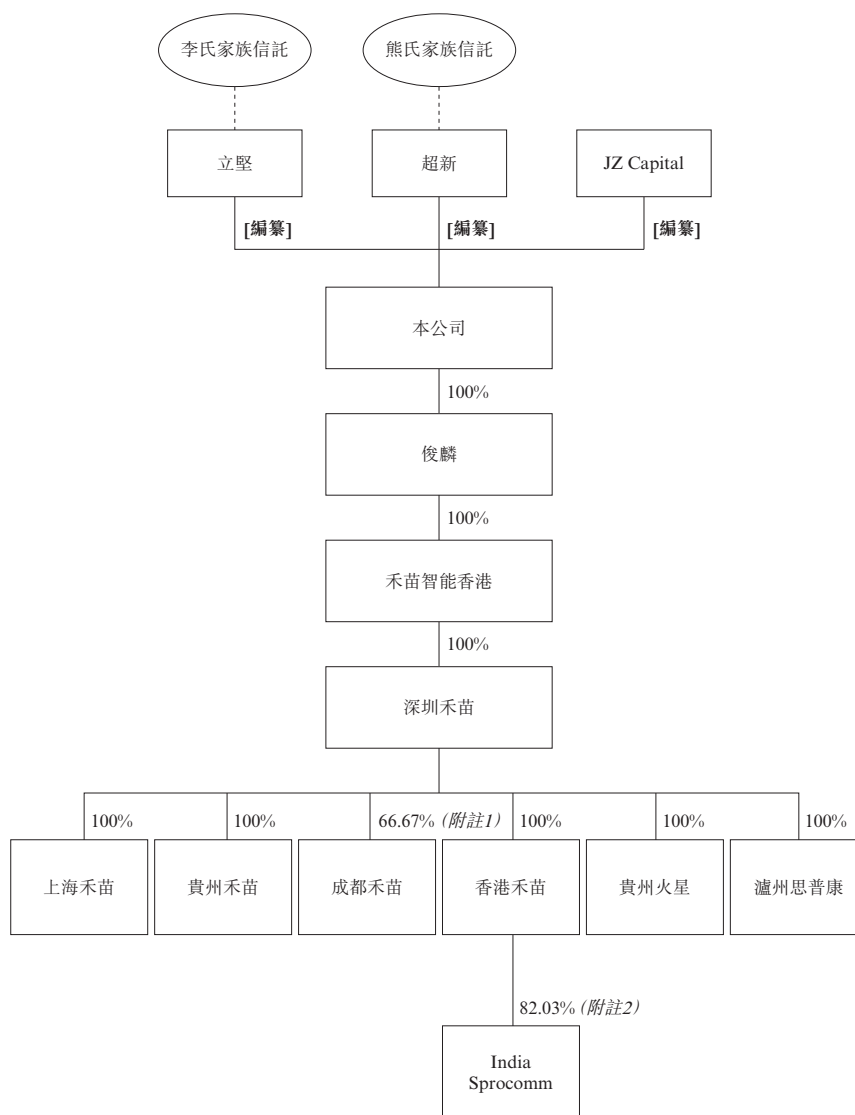 李氏家族信託
熊氏家族信託
立堅
超新
JZ Capital
[編纂]
[編纂]
[編纂]
本公司
100%
俊麟
100%
禾苗智能香港
100%
深圳禾苗
100%
100%
66.67% (附註1)
100%
100%
100%
上海禾苗
貴州禾苗
成都禾苗
香港禾苗
貴州火星
瀘州思普康
82.03% (附註2)
India
Sprocomm